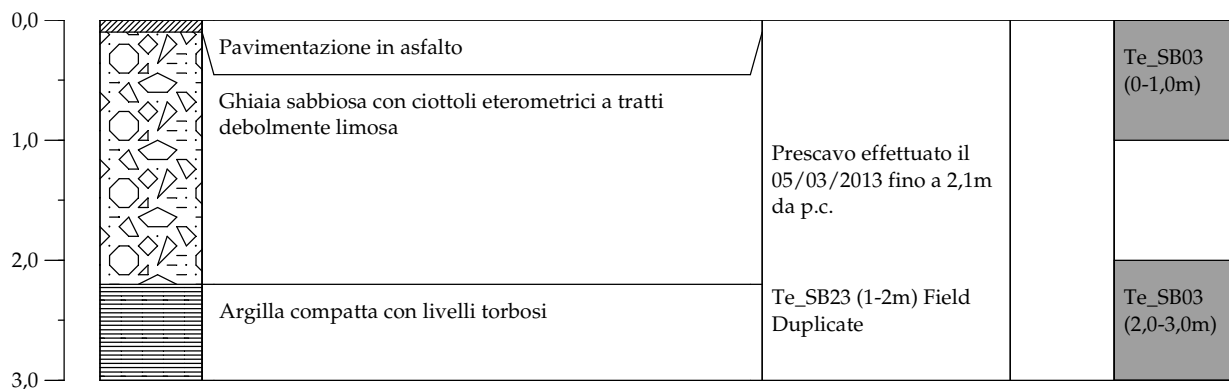 0,0
Pavimentazione in asfalto
Te_SB03
(0-1,0m)
Ghiaia sabbiosa con ciottoli eterometrici a tratti
debolmente limosa
1,0
Prescavo effettuato il
05/03/2013 fino a 2,1m
da p.c.
2,0
Te_SB23 (1-2m) Field
Duplicate
Te_SB03
(2,0-3,0m)
Argilla compatta con livelli torbosi
3,0